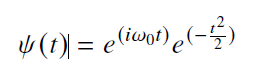 ψ(t)| = e^(iω₀t) e^(−t²/2)